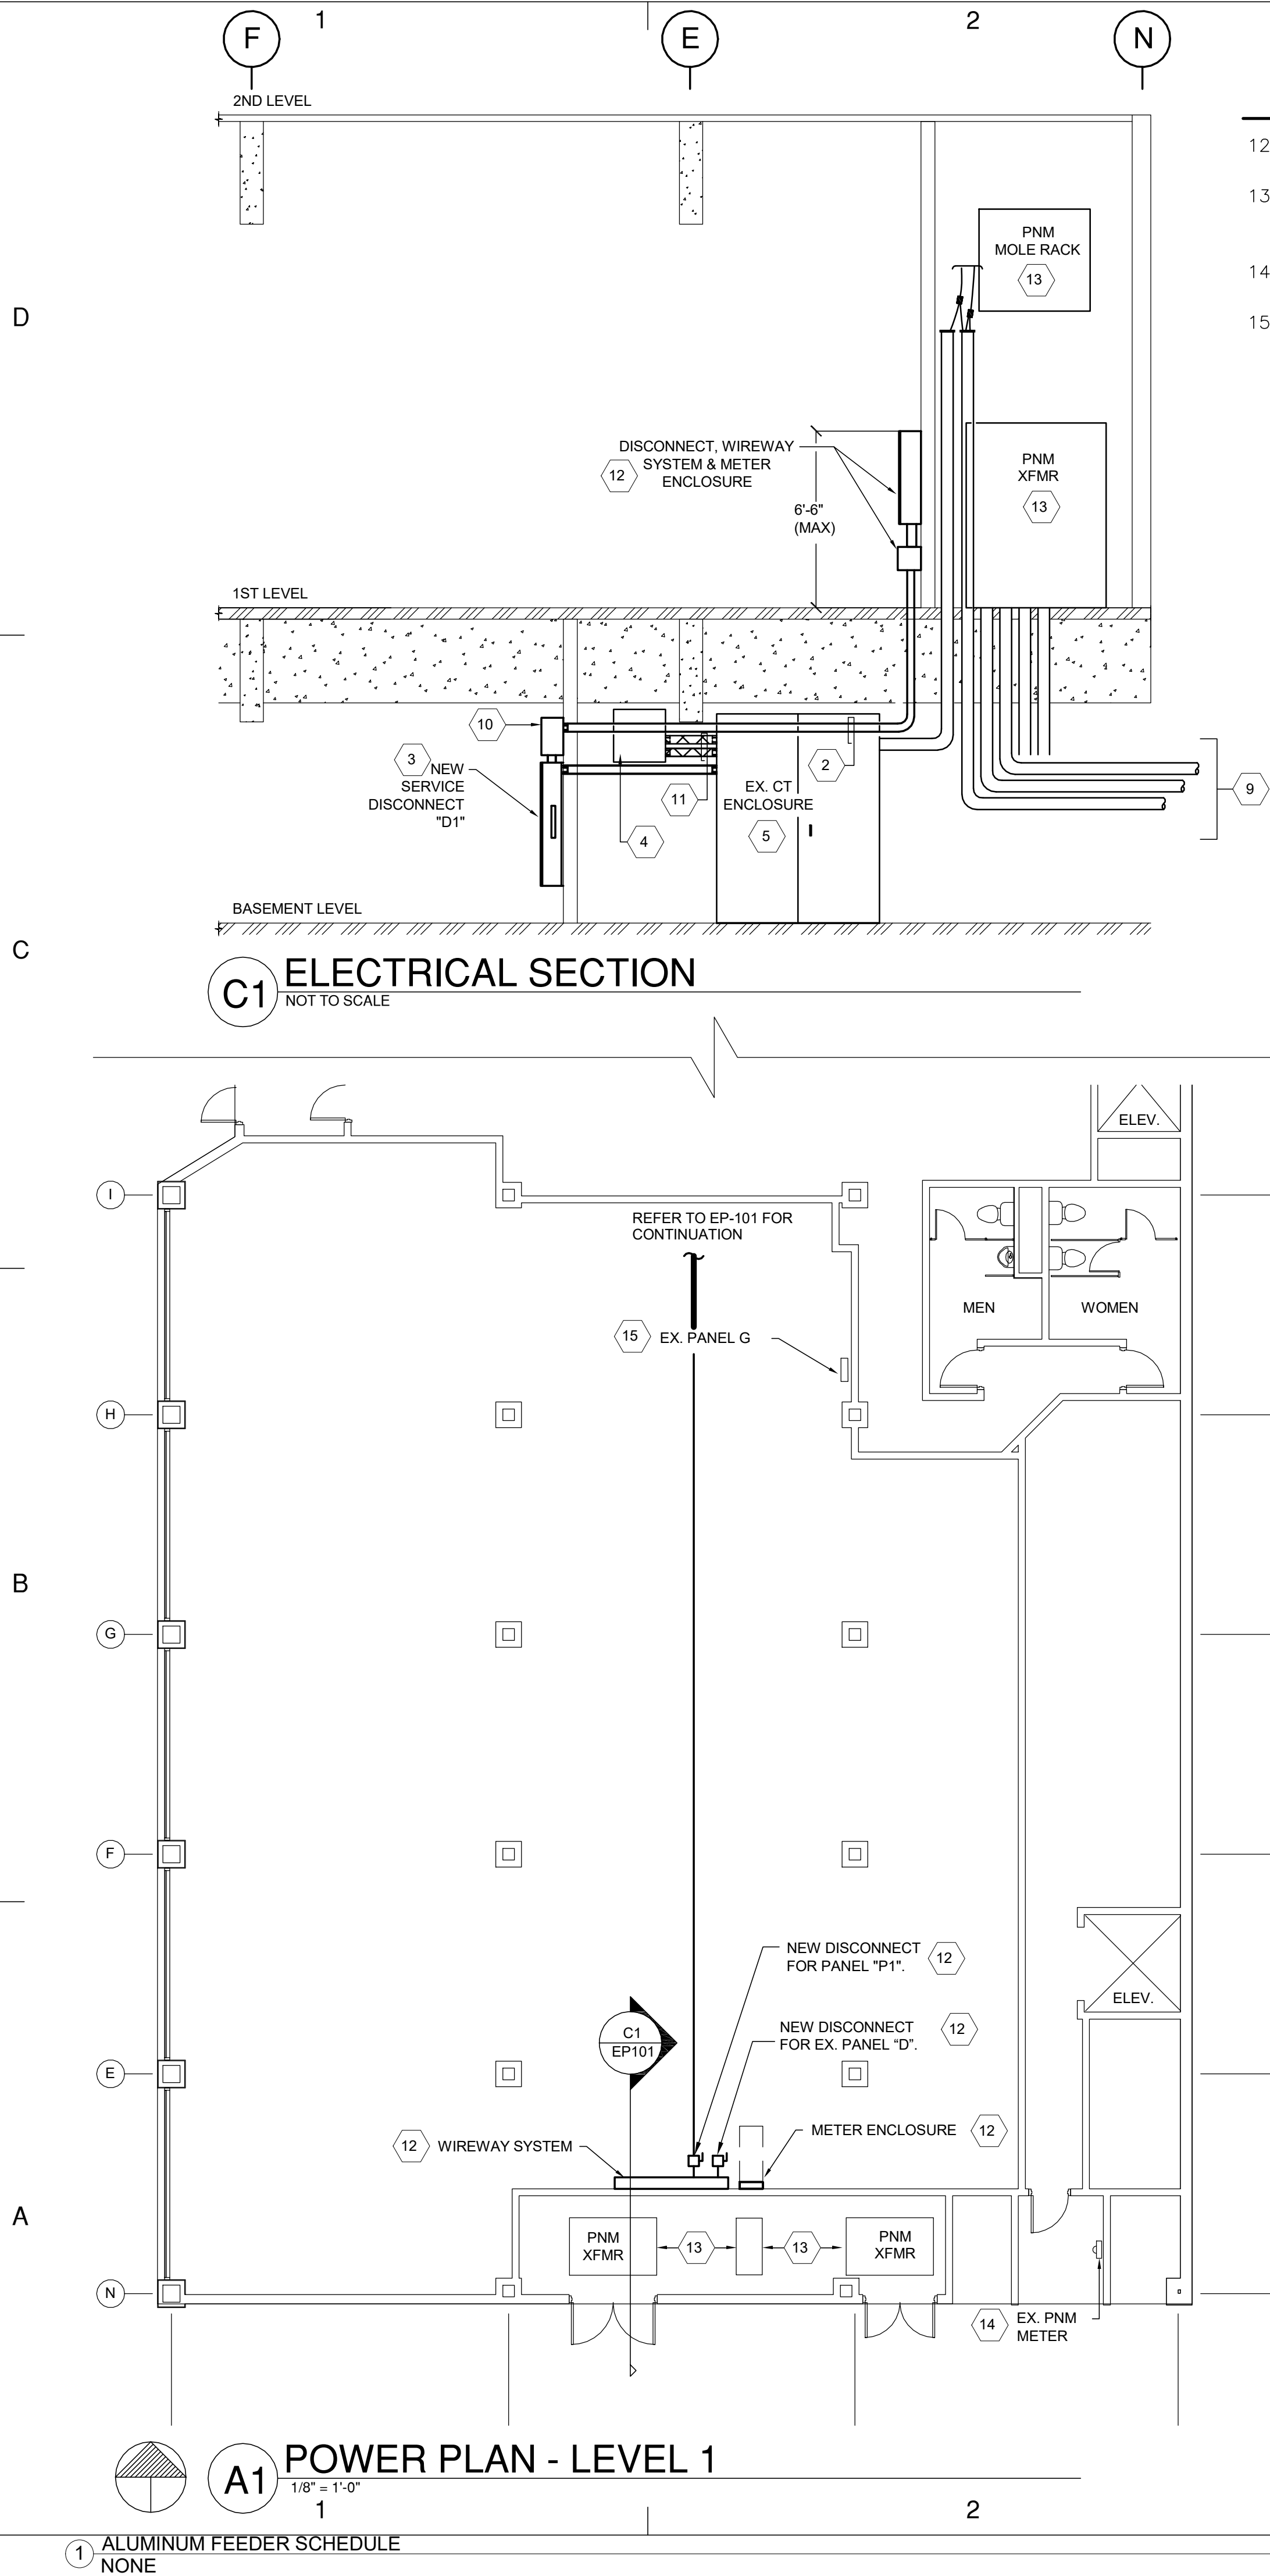 1
2
F
E
N
2ND LEVEL
12
13
14
15
PNM
MOLE RACK
13
D
DISCONNECT, WIREWAY
SYSTEM & METER
ENCLOSURE
12
6'-6"
(MAX)
PNM
XFMR
13
1ST LEVEL
10
3
NEW
SERVICE
DISCONNECT
"D1"
11
4
2
EX. CT
ENCLOSURE
5
9
BASEMENT LEVEL
C
C1
ELECTRICAL SECTION
NOT TO SCALE
ELEV.
I
REFER TO EP-101 FOR
CONTINUATION
MEN
WOMEN
15
EX. PANEL G
H
B
G
F
NEW DISCONNECT
FOR PANEL "P1".
12
ELEV.
C1
EP101
NEW DISCONNECT
FOR EX. PANEL “D”.
12
E
METER ENCLOSURE
12
12
WIREWAY SYSTEM
A
PNM
XFMR
13
13
PNM
XFMR
N
14
EX. PNM
METER
A1
POWER PLAN - LEVEL 1
1/8" = 1'-0"
1
2
1
ALUMINUM FEEDER SCHEDULE
NONE